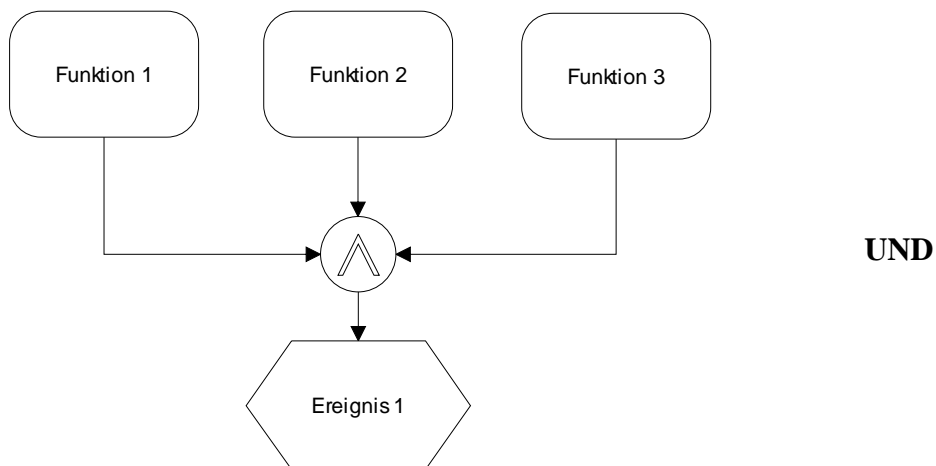 Funktion 1
Funktion 2
Funktion 3
UND
Ereignis 1